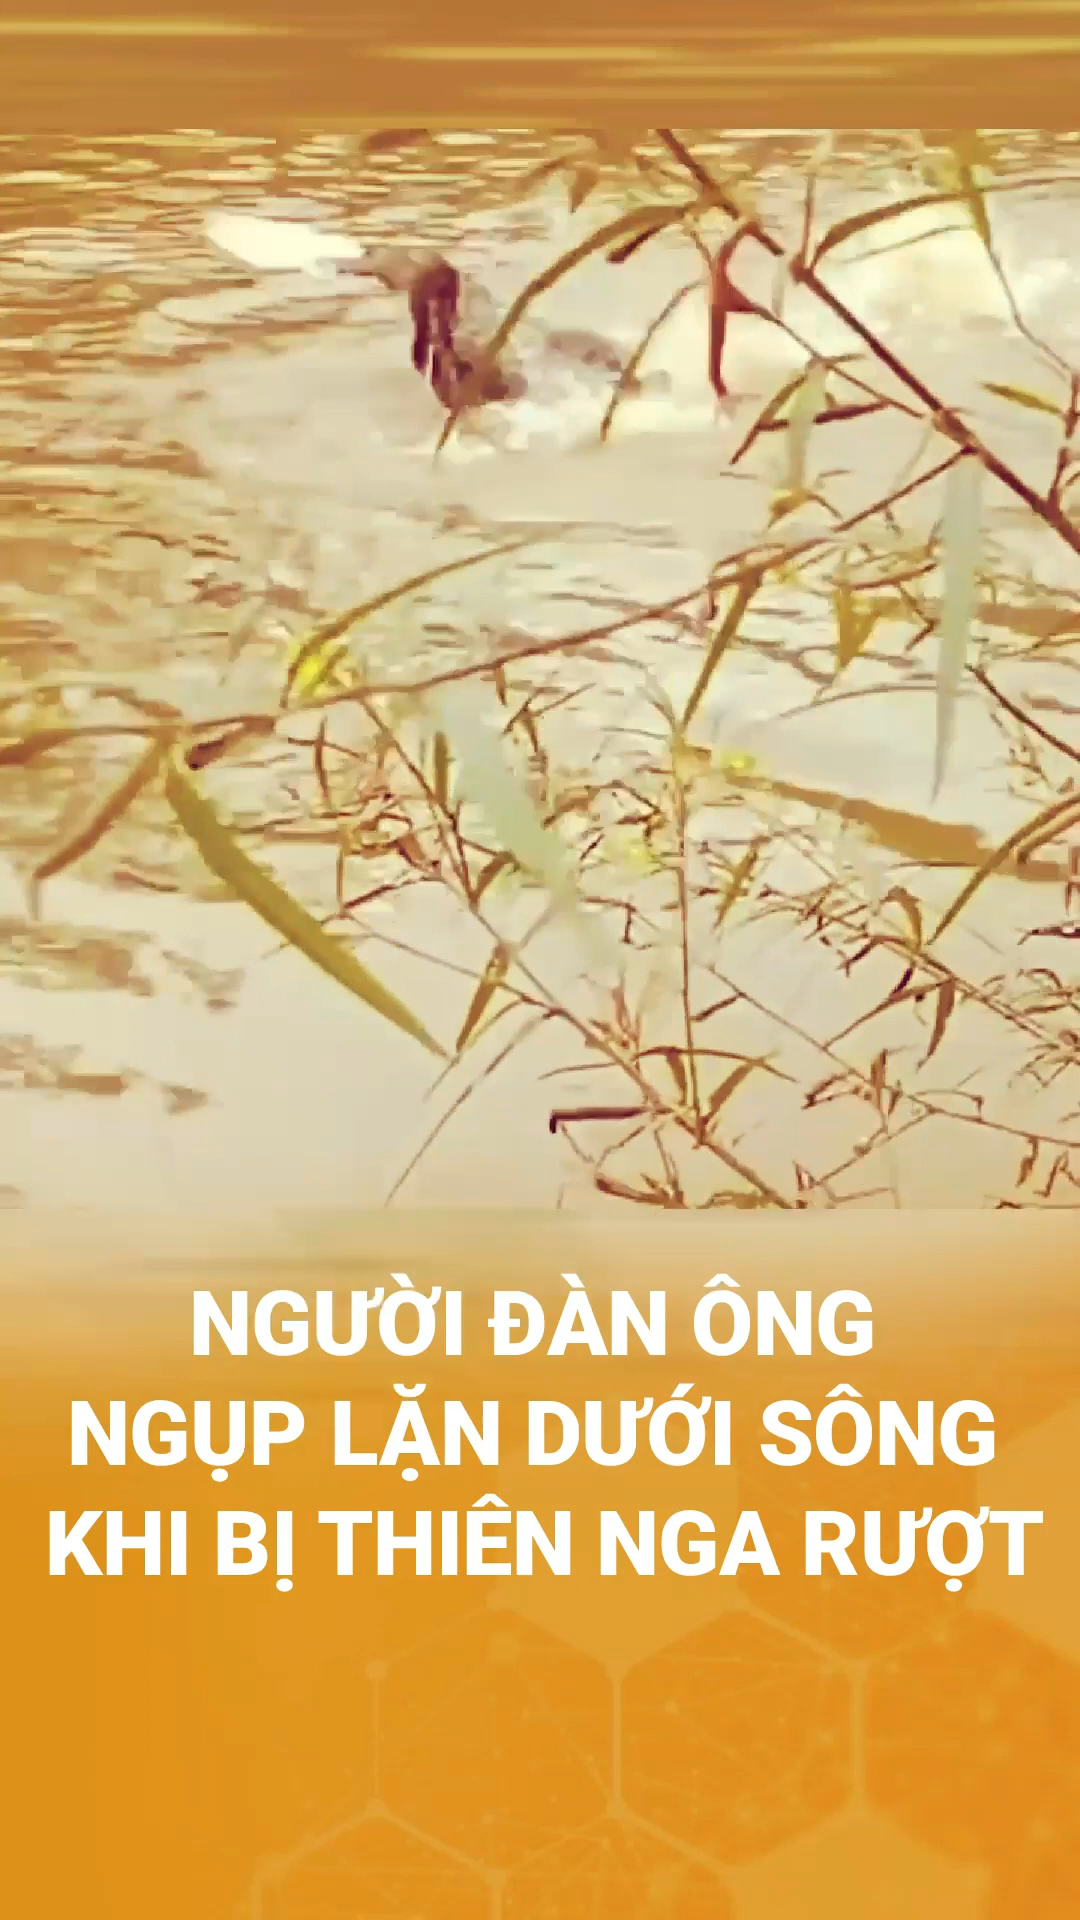 NGƯỜI ĐÀN ÔNG
NGỤP LẶN DƯỚI SÔNG
KHI BỊ THIÊN NGA RƯỢT